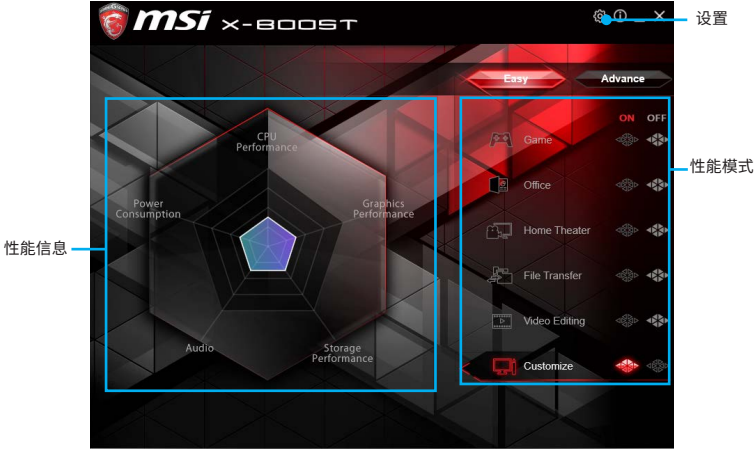 msi X-BOOST
设置
Easy
Advance
ON OFF
CPU
Performance
Graphics
Performance
Storage
Performance
Audio
Power
Consumption
性能信息
Game
Office
Home Theater
File Transfer
Video Editing
Customize
性能模式